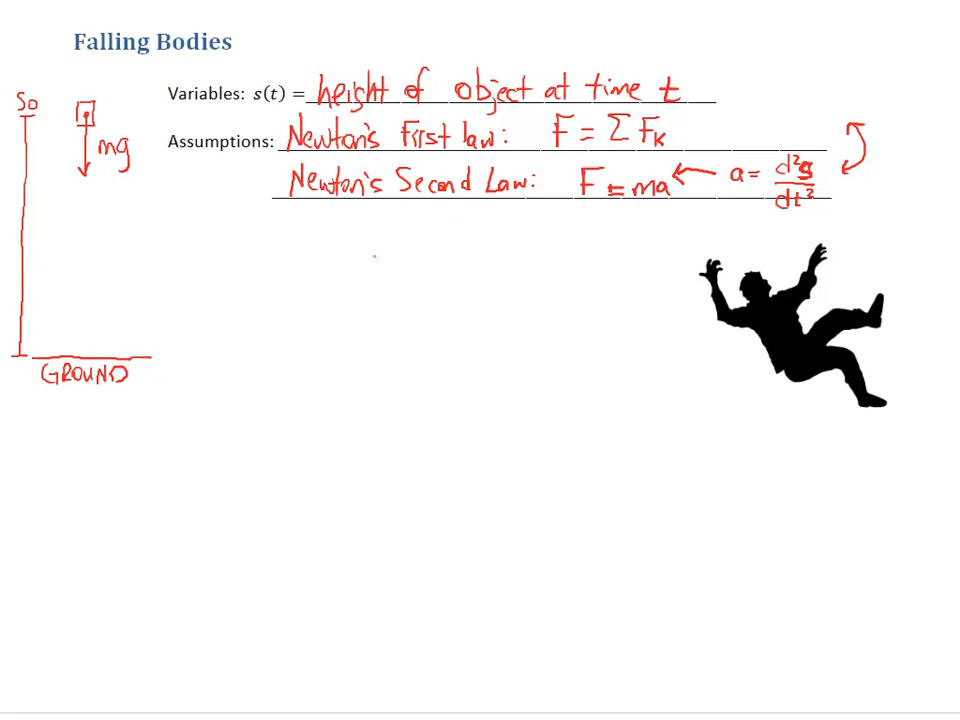 Falling Bodies
Variables: s(t) = height of object at time t
Assumptions: Newton's First law: F = Σ Fₖ
Newton's Second Law: F = ma ← a = d²s/dt²
S₀
mg
GROUND